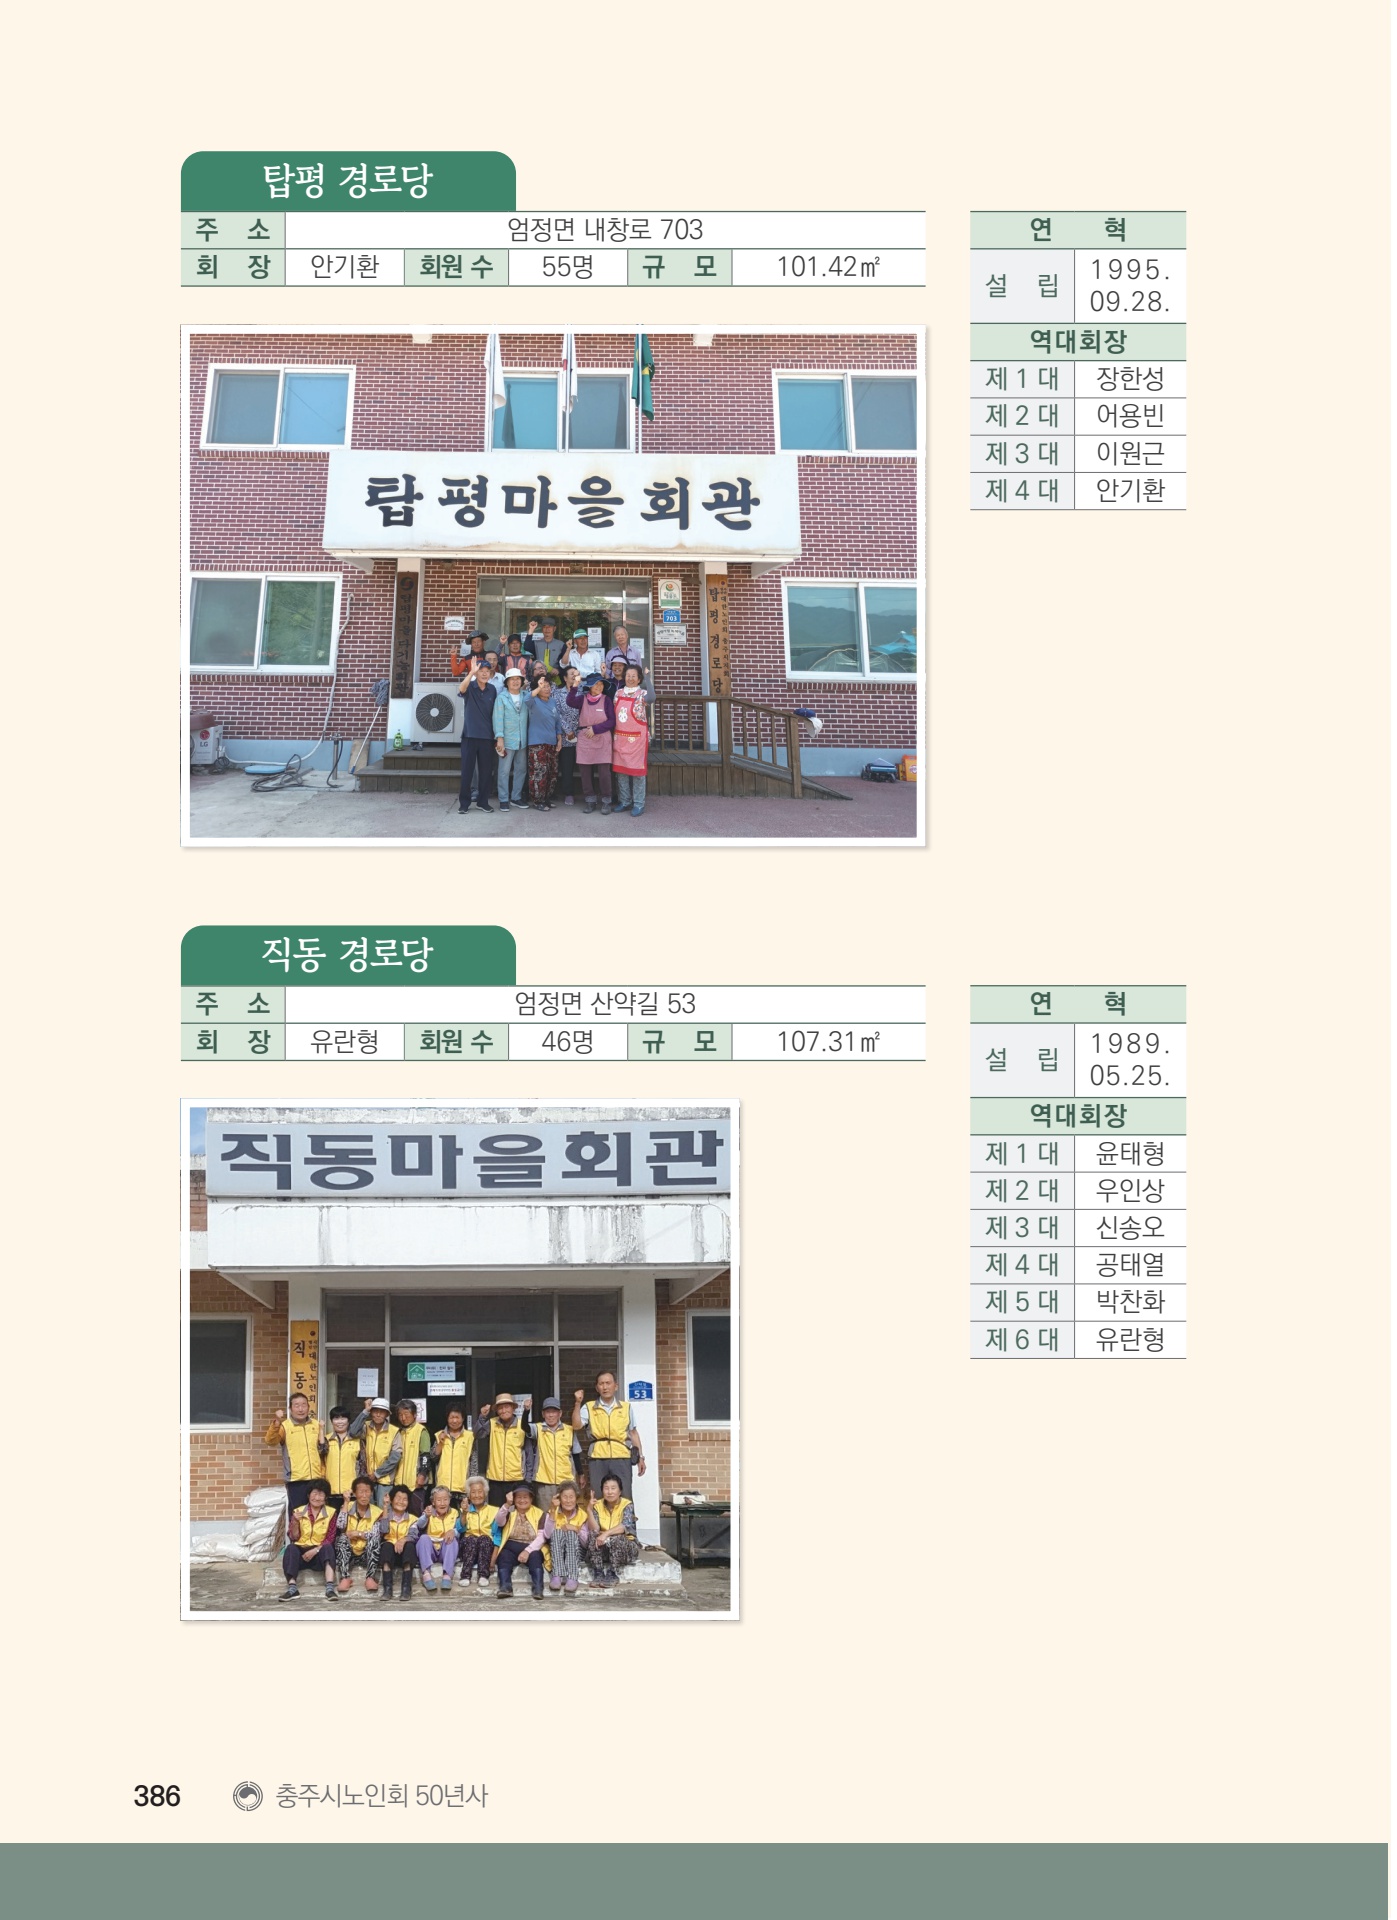 탑평 경로당
주 소 엄정면 내창로 703
회 장 안기환 회원 수 55명 규 모 101.42㎡
연 혁
설 립 1995.
09.28.
역대회장
제 1 대 장한성
제 2 대 어용빈
제 3 대 이원근
제 4 대 안기환
탑평마을회관
703
탑평경로당
LG
직동 경로당
주 소 엄정면 산약길 53
회 장 유란형 회원 수 46명 규 모 107.31㎡
연 혁
설 립 1989.
05.25.
역대회장
제 1 대 윤태형
제 2 대 우인상
제 3 대 신송오
제 4 대 공태열
제 5 대 박찬화
제 6 대 유란형
직동마을회관
직동
대한노인회
53
386 충주시노인회 50년사